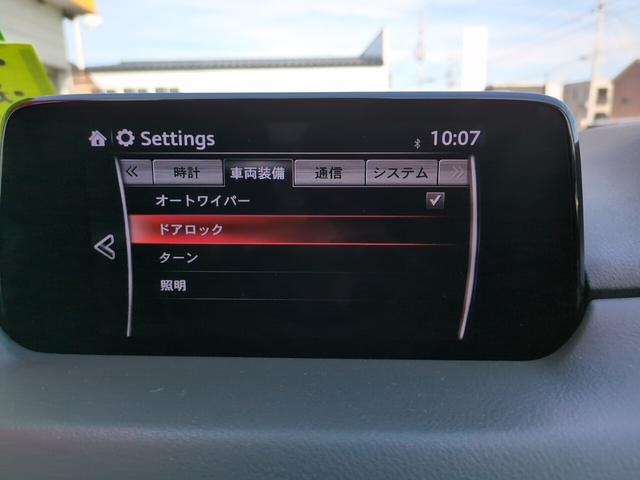 Settings 10:07
時計 車両装備 通信 システム
オートワイパー
ドアロック
ターン
照明